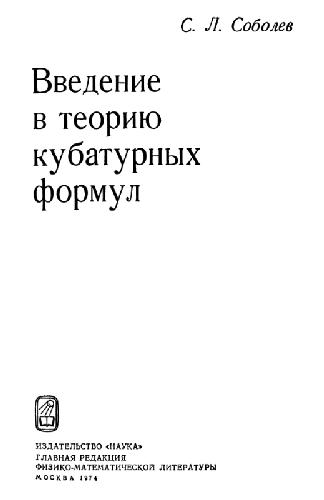 С. Л. Соболев
Введение
в теорию
кубатурных
формул
ИЗДАТЕЛЬСТВО «НАУКА»
ГЛАВНАЯ РЕДАКЦИЯ
ФИЗИКО-МАТЕМАТИЧЕСКОЙ ЛИТЕРАТУРЫ
МОСКВА 1974